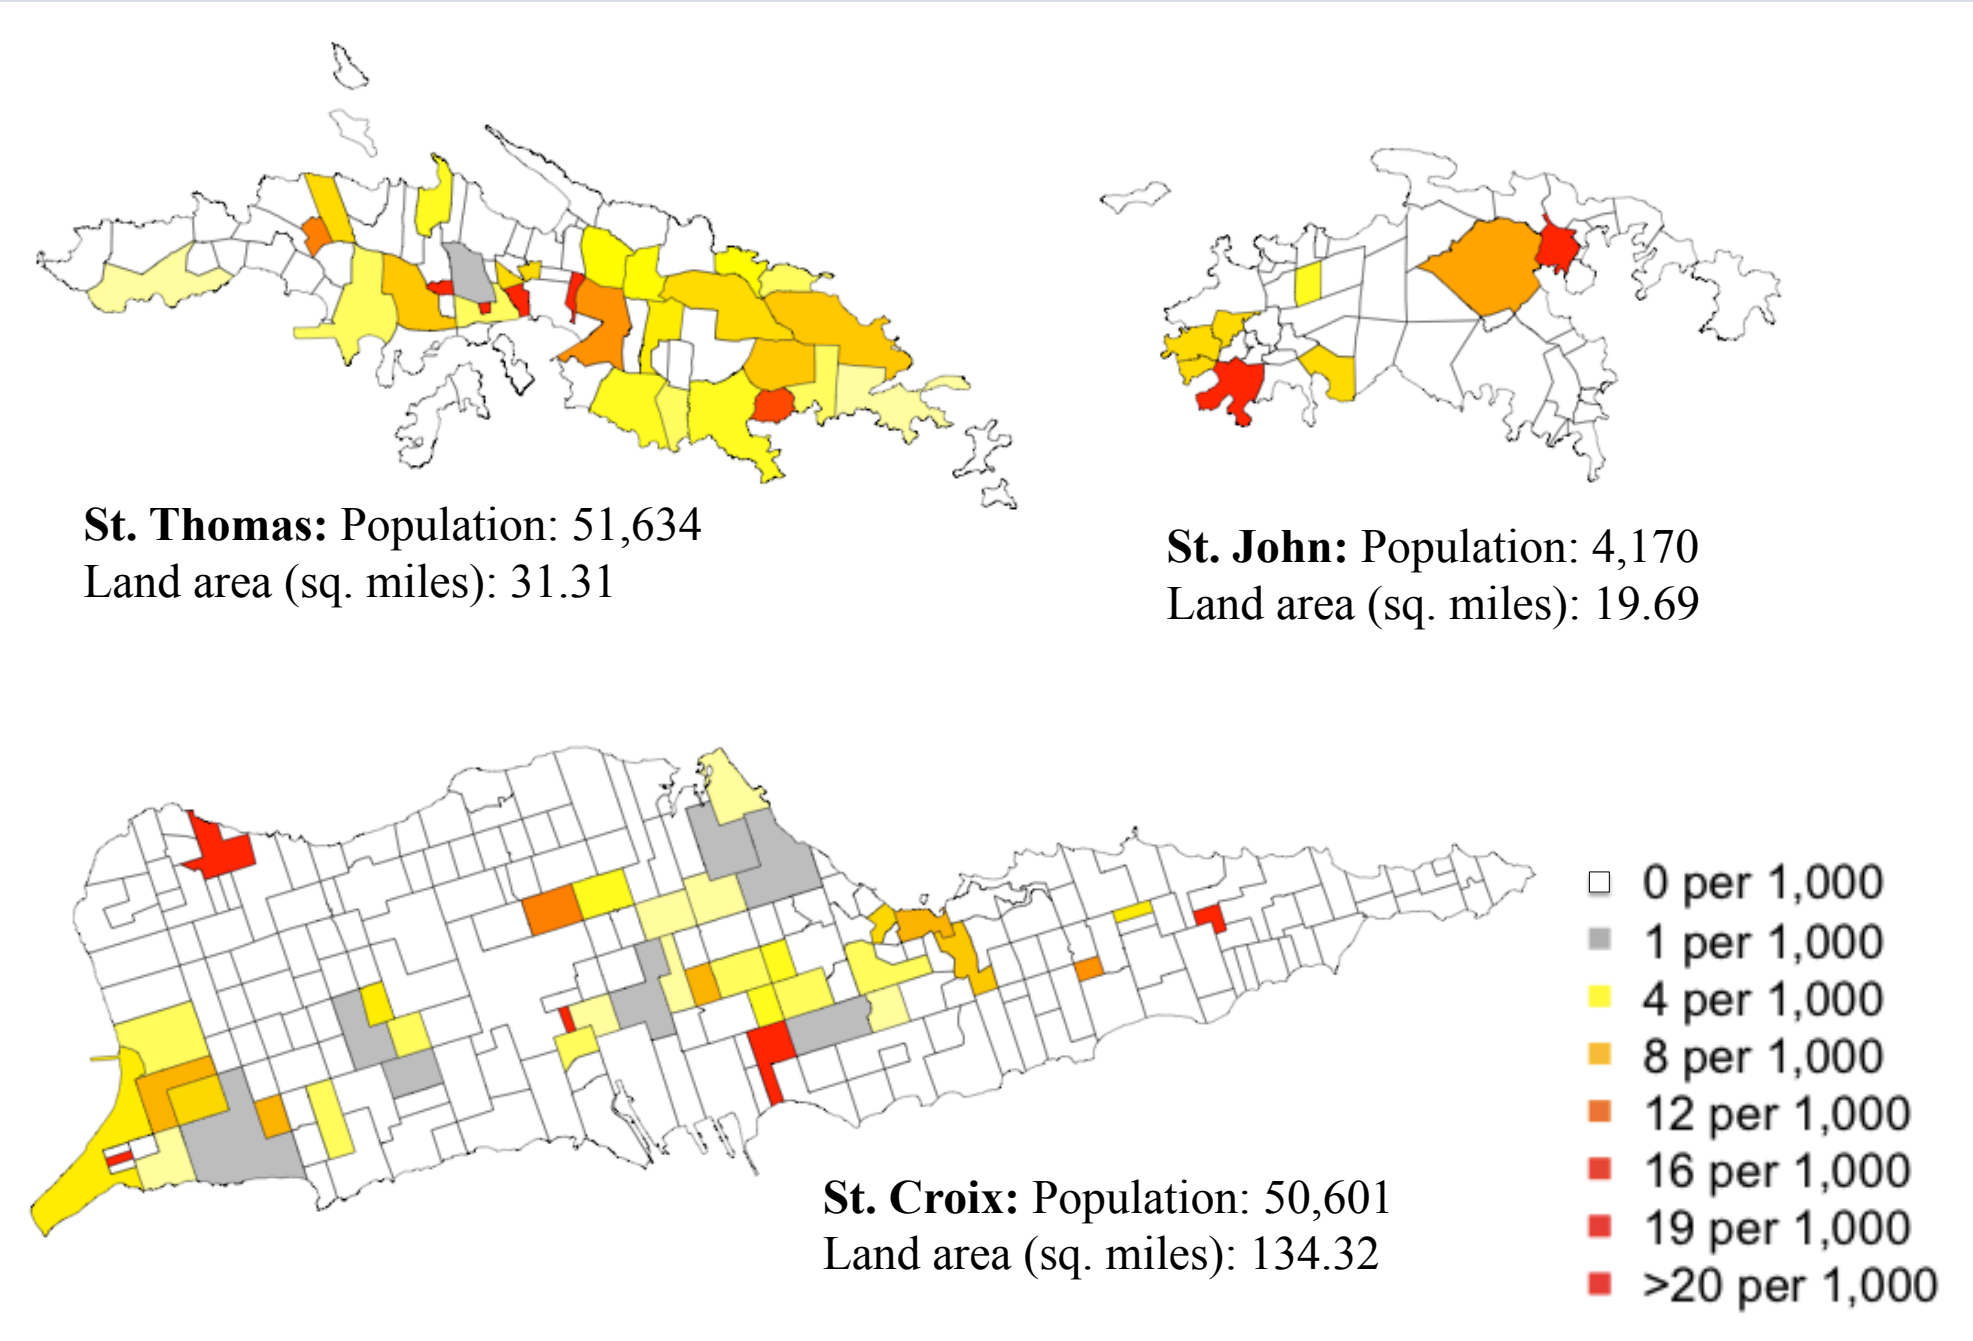 St. Thomas: Population: 51,634
Land area (sq. miles): 31.31
St. John: Population: 4,170
Land area (sq. miles): 19.69
St. Croix: Population: 50,601
Land area (sq. miles): 134.32
0 per 1,000
1 per 1,000
4 per 1,000
8 per 1,000
12 per 1,000
16 per 1,000
19 per 1,000
>20 per 1,000